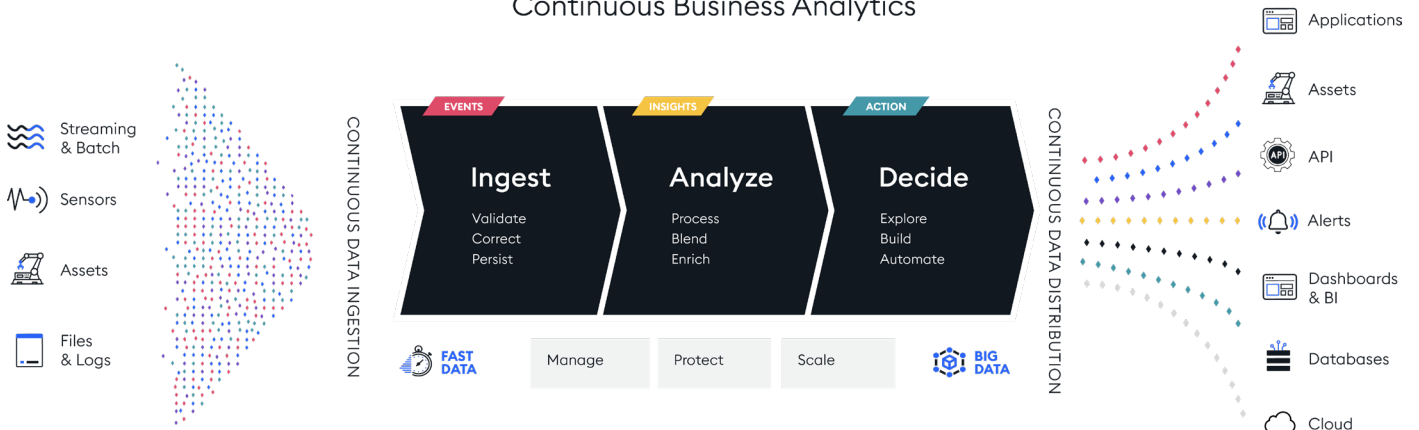 Continuous Business Analytics
Streaming
& Batch
Sensors
Assets
Files
& Logs
CONTINUOUS DATA INGESTION
EVENTS
Ingest
Validate
Correct
Persist
INSIGHTS
Analyze
Process
Blend
Enrich
ACTION
Decide
Explore
Build
Automate
FAST
DATA
Manage
Protect
Scale
BIG
DATA
CONTINUOUS DATA DISTRIBUTION
Applications
Assets
API
API
Alerts
Dashboards
& BI
Databases
Cloud